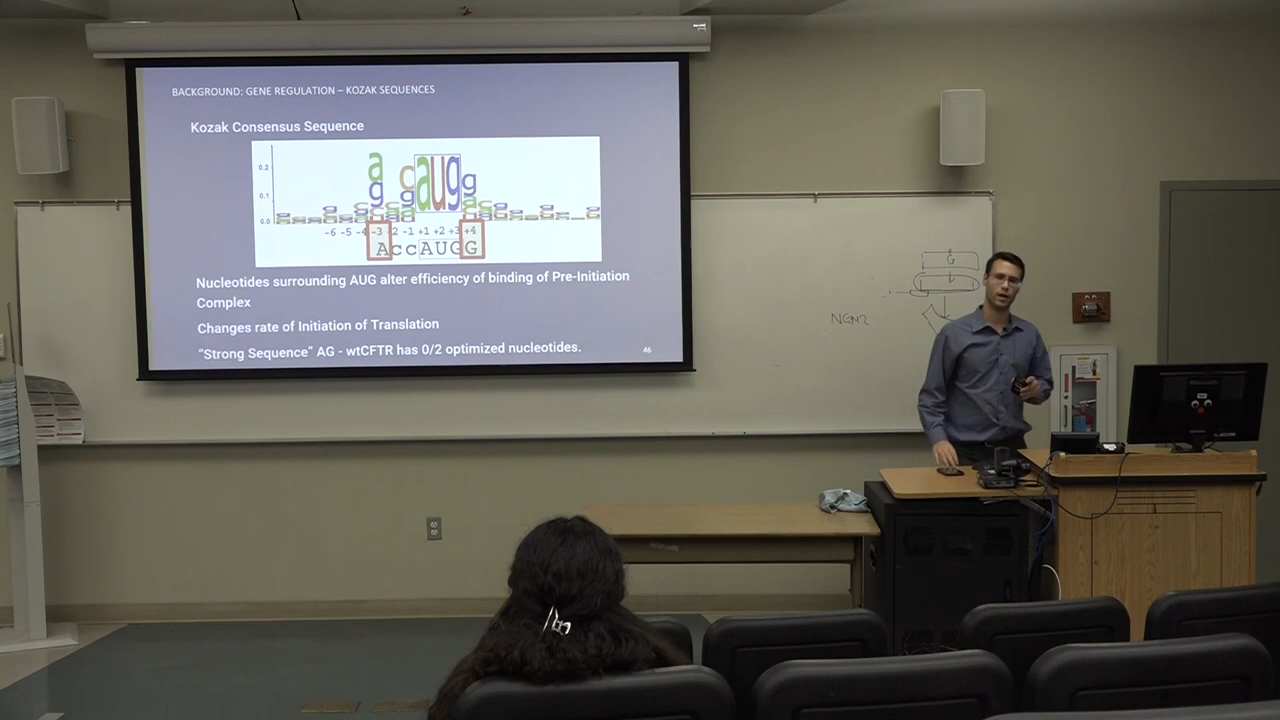 BACKGROUND: GENE REGULATION – KOZAK SEQUENCES
Kozak Consensus Sequence
0.2
0.1
0.0
-6 -5 -4 -3 -2 -1 +1 +2 +3 +4
AccAUGG
Nucleotides surrounding AUG alter efficiency of binding of Pre-Initiation
Complex
Changes rate of Initiation of Translation
“Strong Sequence” AG - wtCFTR has 0/2 optimized nucleotides.
46
NGN2